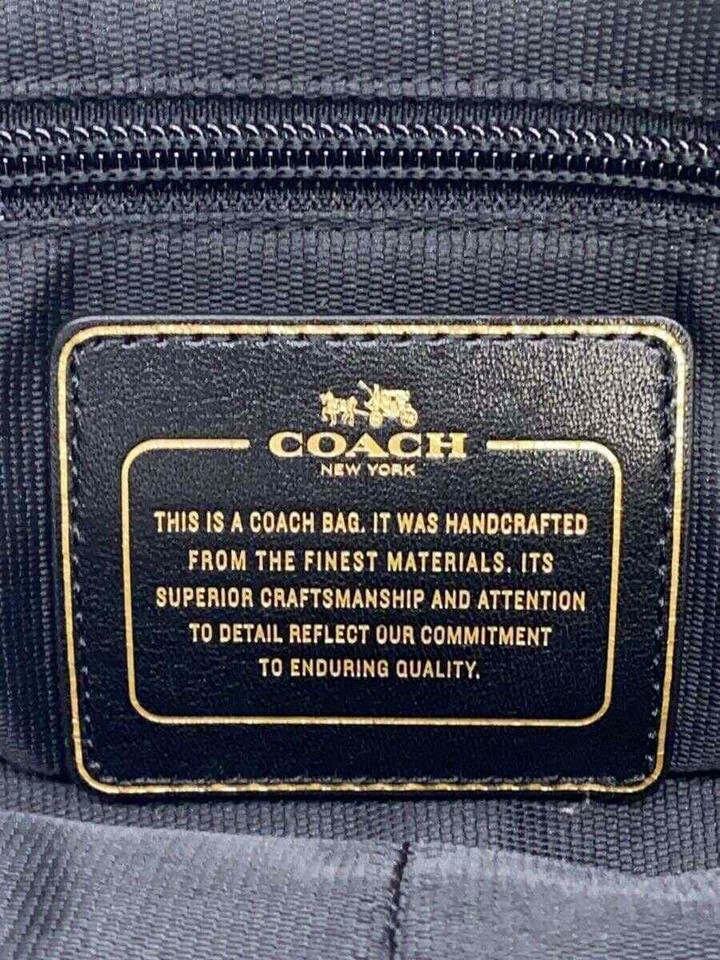 COACH
NEW YORK
THIS IS A COACH BAG. IT WAS HANDCRAFTED
FROM THE FINEST MATERIALS. ITS
SUPERIOR CRAFTSMANSHIP AND ATTENTION
TO DETAIL REFLECT OUR COMMITMENT
TO ENDURING QUALITY.